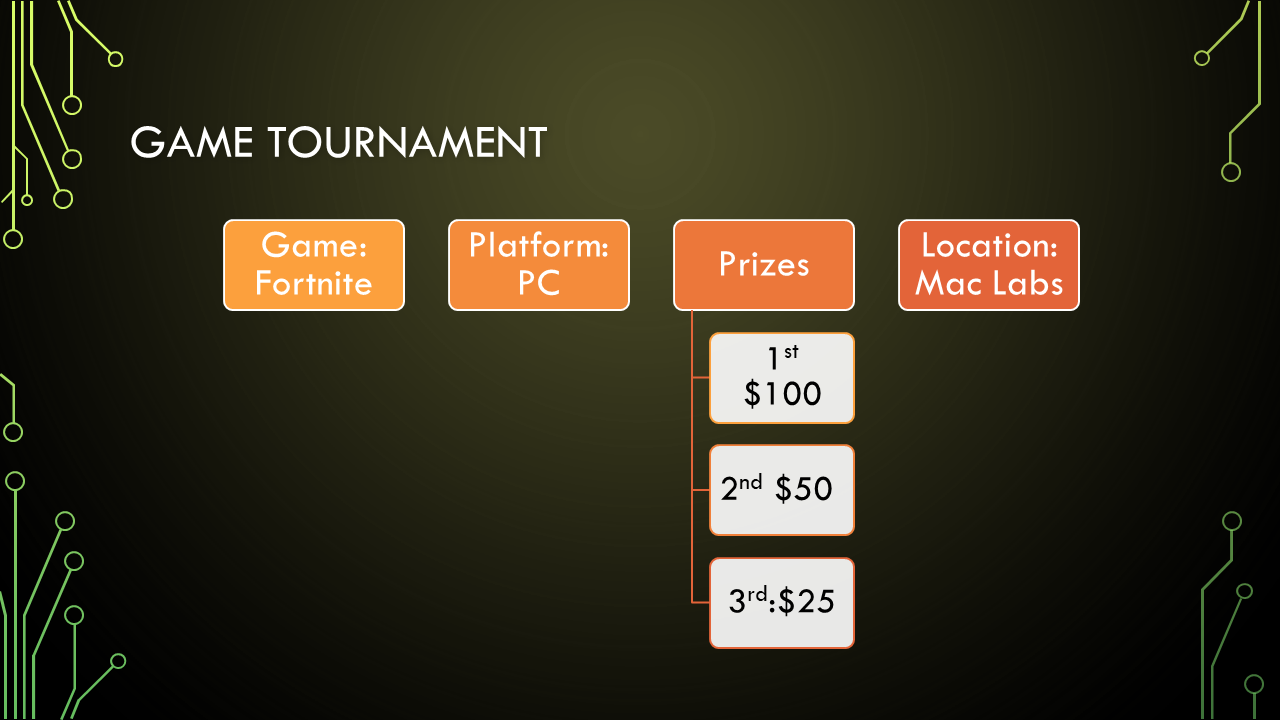 GAME TOURNAMENT
Game:
Fortnite
Platform:
PC
Prizes
Location:
Mac Labs
1st
$100
2nd $50
3rd:$25